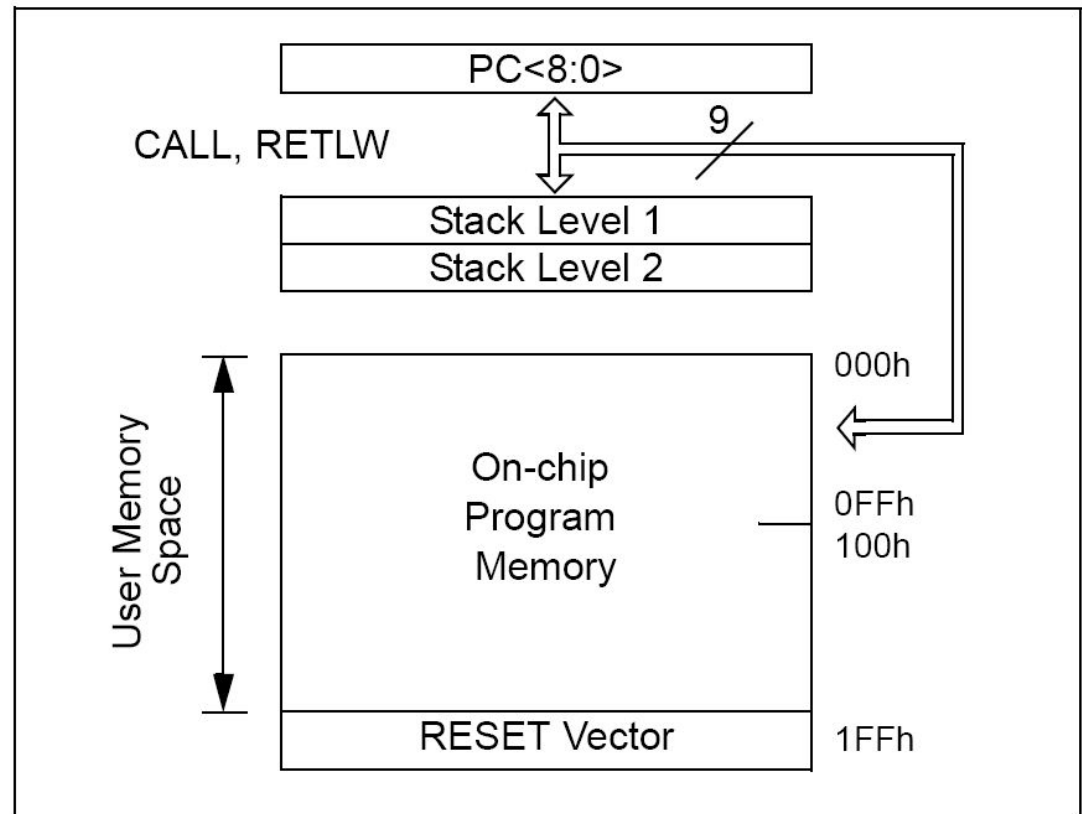 PC<8:0>
9
CALL, RETLW
Stack Level 1
Stack Level 2
000h
User Memory
Space
On-chip
Program
Memory
0FFh
100h
RESET Vector
1FFh